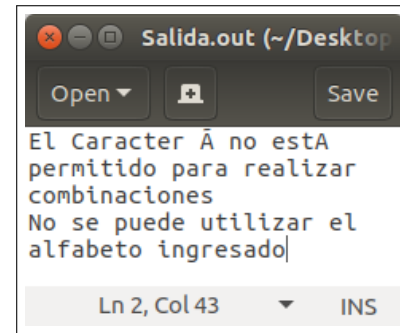 Salida.out (~/Desktop
Open
Save
El Caracter Ã no estA
permitido para realizar
combinaciones
No se puede utilizar el
alfabeto ingresado
Ln 2, Col 43
INS